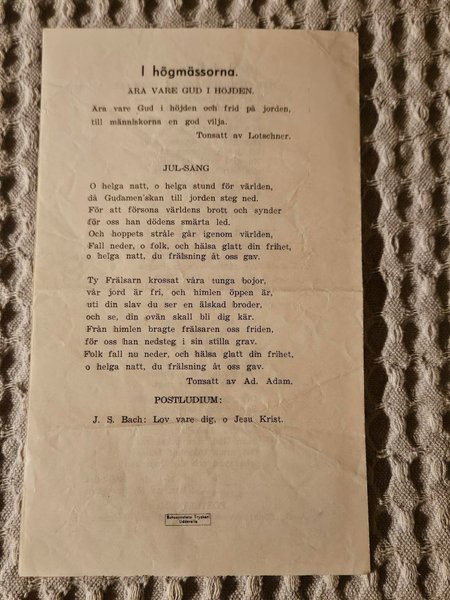 I högmässorna.
ÄRA VARE GUD I HÖJDEN.
Ära vare Gud i höjden och frid på jorden,
till människorna en god vilja.
Tonsatt av Lotschner.
JUL-SÅNG
O helga natt, o helga stund för världen,
då Gudamen'skan till jorden steg ned.
För att försona världens brott och synder
för oss han dödens smärta led.
Och hoppets stråle går igenom världen,
Fall neder, o folk, och hälsa glatt din frihet,
o helga natt, du frälsning åt oss gav.
Ty Frälsarn krossat våra tunga bojor,
vår jord är fri, och himlen öppen är,
uti din slav du ser en älskad broder,
och se, din ovän skall bli dig kär.
Från himlen bragte frälsaren oss friden,
för oss han nedsteg i sin stilla grav.
Folk fall nu neder, och hälsa glatt din frihet,
o helga natt, du frälsning åt oss gav.
Tonsatt av Ad. Adam.
POSTLUDIUM:
J. S. Bach: Lov vare dig, o Jesu Krist.
Bohusposten's Tryckeri
Uddevalla